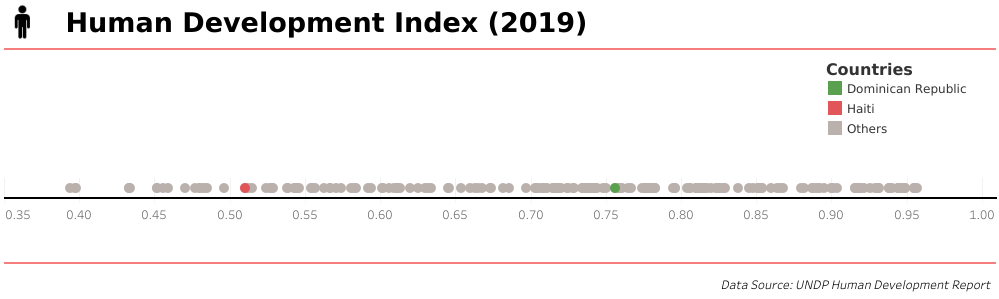 Human Development Index (2019)
Countries
Dominican Republic
Haiti
Others
0.35 0.40 0.45 0.50 0.55 0.60 0.65 0.70 0.75 0.80 0.85 0.90 0.95 1.00
Data Source: UNDP Human Development Report